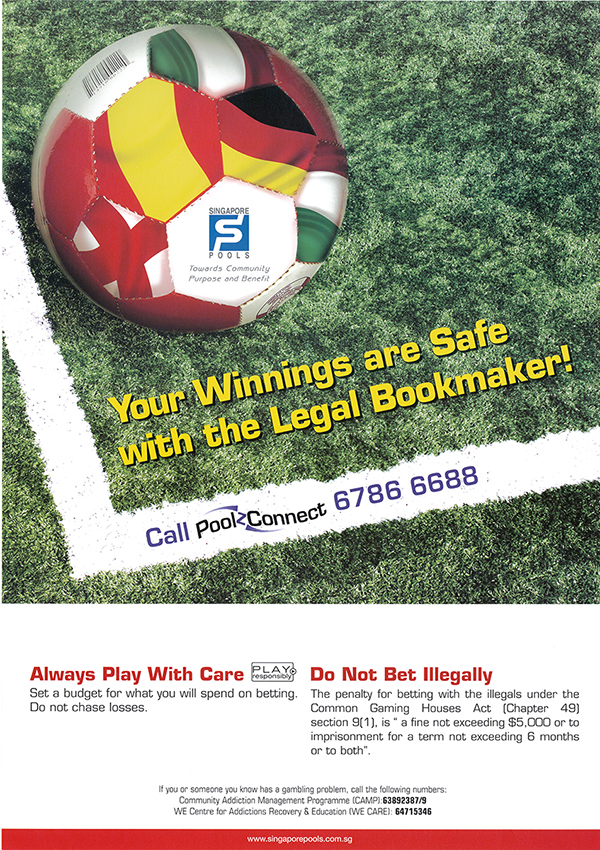 SINGAPORE
POOLS
Towards Community
Purpose and Benefit
Your Winnings are Safe
with the Legal Bookmaker!
Call PoolzConnect 6786 6688
Always Play With Care PLAY responsibly
Set a budget for what you will spend on betting.
Do not chase losses.
Do Not Bet Illegally
The penalty for betting with the illegals under the
Common Gaming Houses Act (Chapter 49)
section 9(1), is “ a fine not exceeding $5,000 or to
imprisonment for a term not exceeding 6 months
or to both”.
If you or someone you know has a gambling problem, call the following numbers:
Community Addiction Management Programme (CAMP):63892387/9
WE Centre for Addictions Recovery & Education (WE CARE): 64715346
www.singaporepools.com.sg